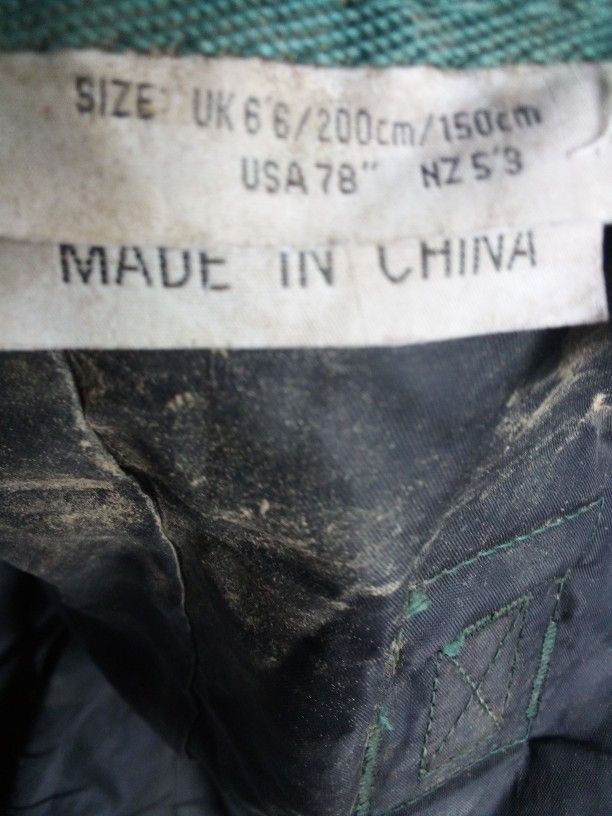 SIZE: UK 6'6/200cm/150cm
USA 78" NZ 5'9
MADE IN CHINA